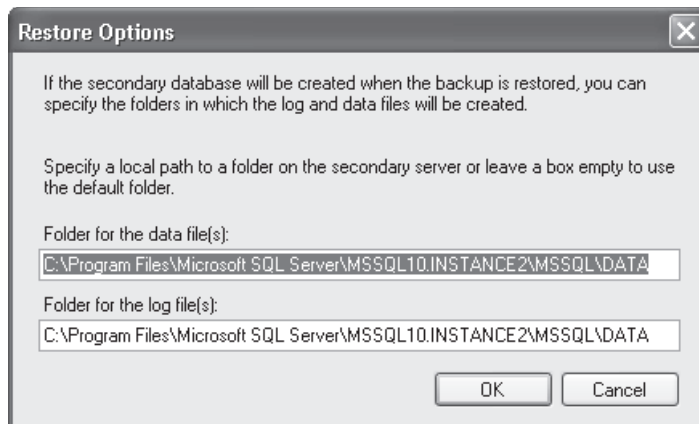 Restore Options
If the secondary database will be created when the backup is restored, you can
specify the folders in which the log and data files will be created.
Specify a local path to a folder on the secondary server or leave a box empty to use
the default folder.
Folder for the data file(s):
C:\Program Files\Microsoft SQL Server\MSSQL10.INSTANCE2\MSSQL\DATA
Folder for the log file(s):
C:\Program Files\Microsoft SQL Server\MSSQL10.INSTANCE2\MSSQL\DATA
OK Cancel